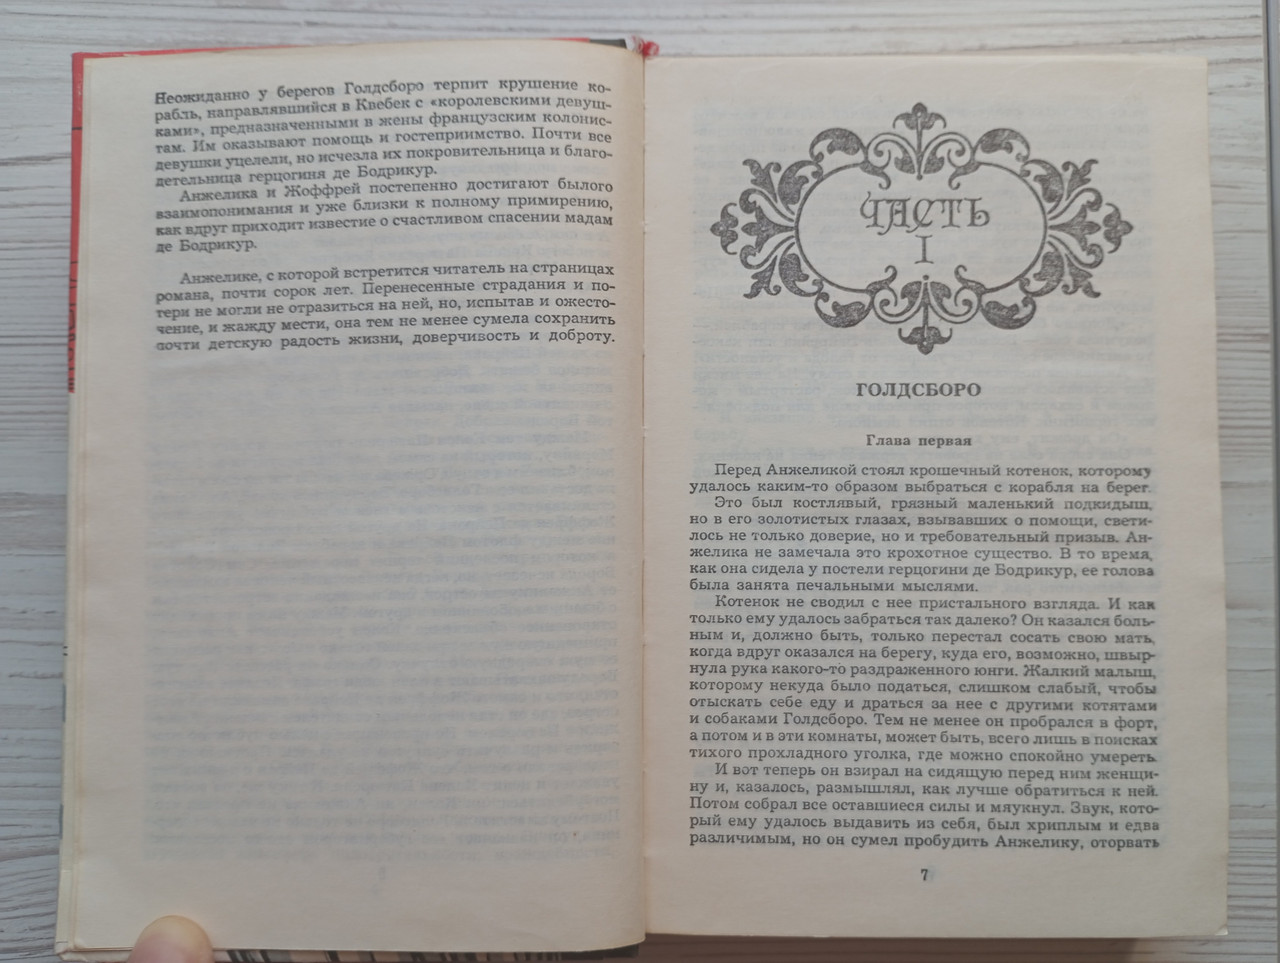 Неожиданно у берегов Голдсборо терпит крушение ко-
рабль, направлявшийся в Квебек с «королевскими девуш-
ками», предназначенными в жены французским колонис-
там. Им оказывают помощь и гостеприимство. Почти все
девушки уцелели, но исчезла их покровительница и благо-
детельница герцогиня де Бодрикур.
Анжелика и Жоффрей постепенно достигают былого
взаимопонимания и уже близки к полному примирению,
как вдруг приходит известие о счастливом спасении мадам
де Бодрикур.
Анжелике, с которой встретится читатель на страницах
романа, почти сорок лет. Перенесенные страдания и по-
тери не могли не отразиться на ней, но, испытав и ожесто-
чение, и жажду мести, она тем не менее сумела сохранить
почти детскую радость жизни, доверчивость и доброту.
ЧАСТЬ
I
ГОЛДСБОРО
Глава первая
Перед Анжеликой стоял крошечный котенок, которому
удалось каким-то образом выбраться с корабля на берег.
Это был костлявый, грязный маленький подкидыш,
но в его золотистых глазах, взывавших о помощи, свети-
лось не только доверие, но и требовательный призыв. Ан-
желика не замечала это крохотное существо. В то время,
как она сидела у постели герцогини де Бодрикур, ее голова
была занята печальными мыслями.
Котенок не сводил с нее пристального взгляда. И как
только ему удалось забраться так далеко? Он казался боль-
ным и, должно быть, только перестал сосать свою мать,
когда вдруг оказался на берегу, куда его, возможно, швыр-
нула рука какого-то раздраженного юнги. Жалкий малыш,
которому некуда было податься, слишком слабый, чтобы
отыскать себе еду и драться за нее с другими котятами
и собаками Голдсборо. Тем не менее он пробрался в форт,
а потом и в эти комнаты, может быть, всего лишь в поисках
тихого прохладного уголка, где можно спокойно умереть.
И вот теперь он взирал на сидящую перед ним женщи-
ну и, казалось, размышлял, как лучше обратиться к ней.
Потом собрал все оставшиеся силы и мяукнул. Звук, кото-
рый ему удалось выдавить из себя, был хриплым и едва
различимым, но он сумел пробудить Анжелику, оторвать
7